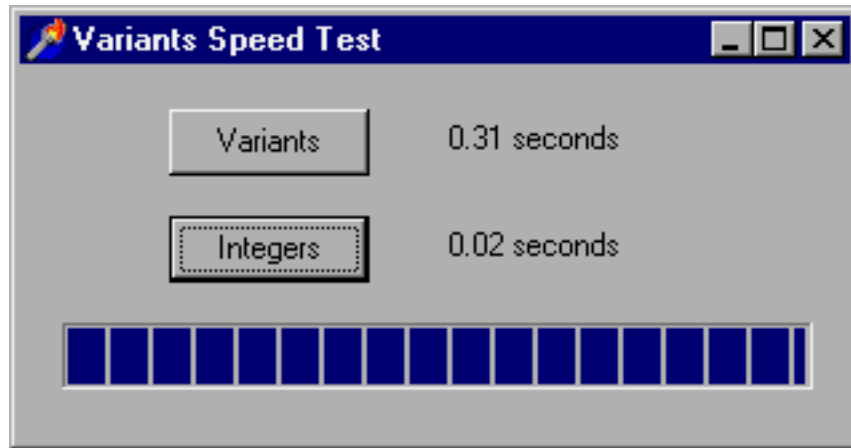 Variants Speed Test
Variants 0.31 seconds
Integers 0.02 seconds